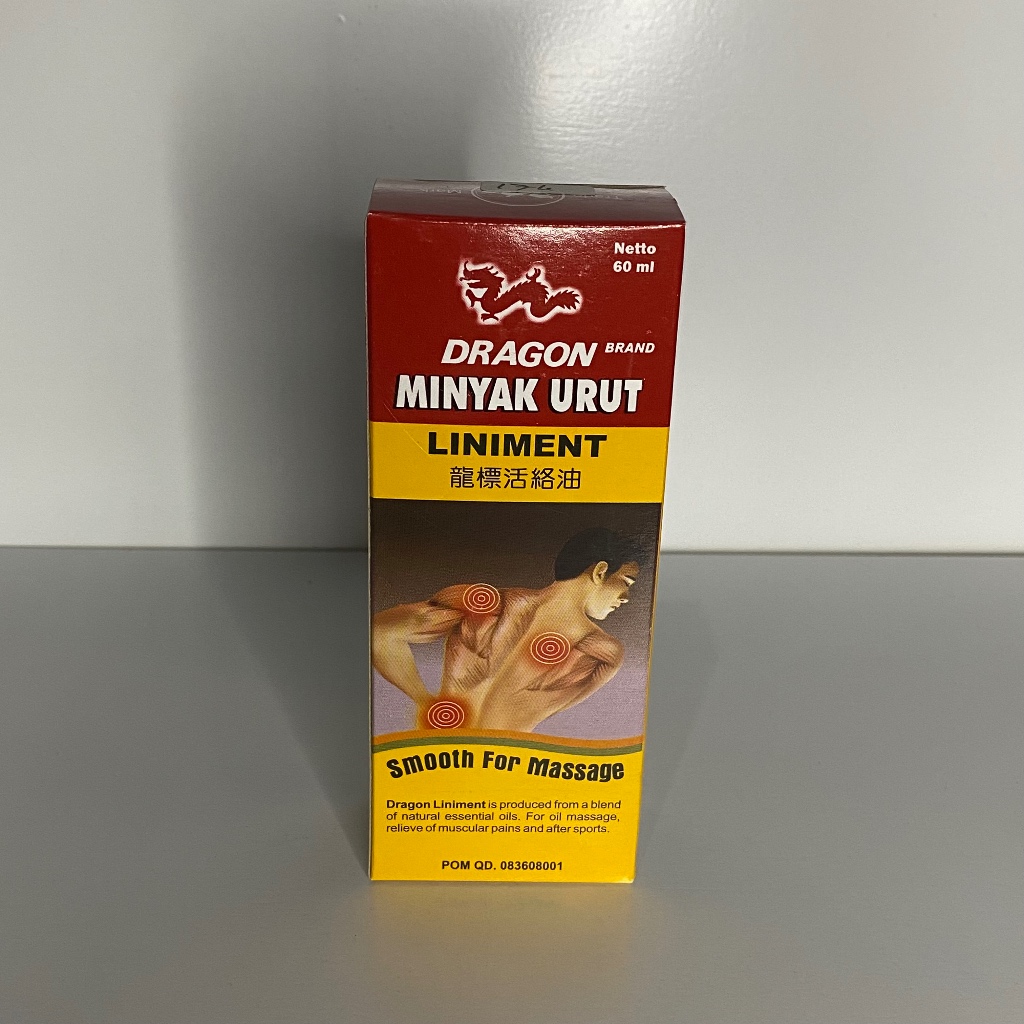 Netto
60 ml
DRAGON BRAND
MINYAK URUT
LINIMENT
龍標活絡油
Smooth For Massage
Dragon Liniment is produced from a blend
of natural essential oils. For oil massage,
relieve of muscular pains and after sports.
POM QD. 083608001